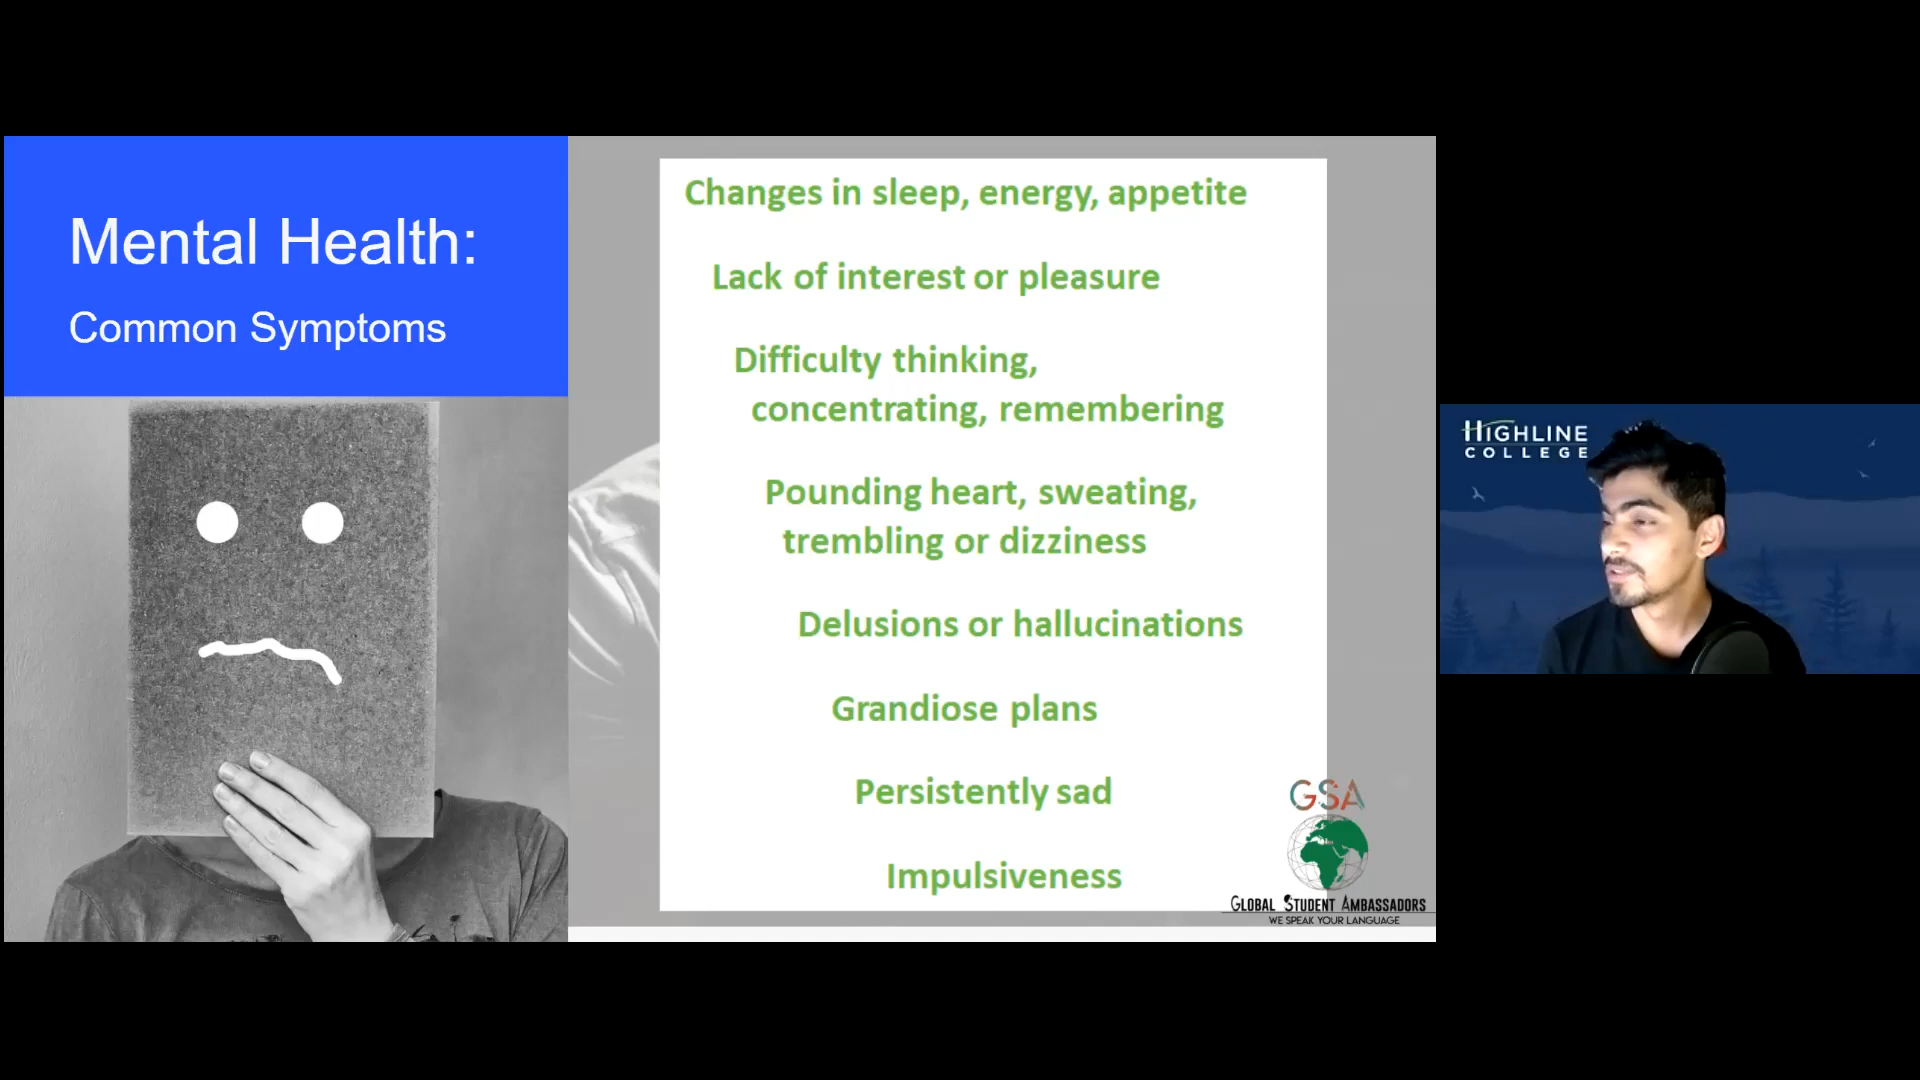 Mental Health:
Common Symptoms
Changes in sleep, energy, appetite
Lack of interest or pleasure
Difficulty thinking,
concentrating, remembering
Pounding heart, sweating,
trembling or dizziness
Delusions or hallucinations
Grandiose plans
Persistently sad
Impulsiveness
GSA
GLOBAL STUDENT AMBASSADORS
WE SPEAK YOUR LANGUAGE
HIGHLINE
COLLEGE